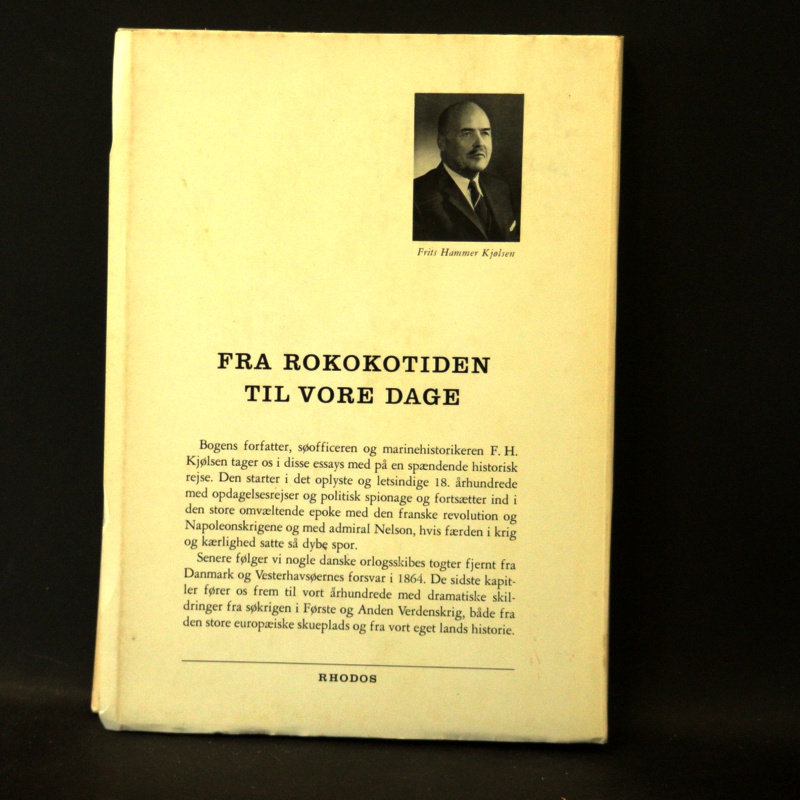 Frits Hammer Kjølsen
FRA ROKOKOTIDEN
TIL VORE DAGE
Bogens forfatter, søofficeren og marinehistorikeren F. H.
Kjølsen tager os i disse essays med på en spændende historisk
rejse. Den starter i det oplyste og letsindige 18. århundrede
med opdagelsesrejser og politisk spionage og fortsætter ind i
den store omvæltende epoke med den franske revolution og
Napoleonskrigene og med admiral Nelson, hvis færden i krig
og kærlighed satte så dybe spor.
Senere følger vi nogle danske orlogsskibes togter fjernt fra
Danmark og Vesterhavsøernes forsvar i 1864. De sidste kapit-
ler fører os frem til vort århundrede med dramatiske skil-
dringer fra søkrigen i Første og Anden Verdenskrig, både fra
den store europæiske skueplads og fra vort eget lands historie.
RHODOS